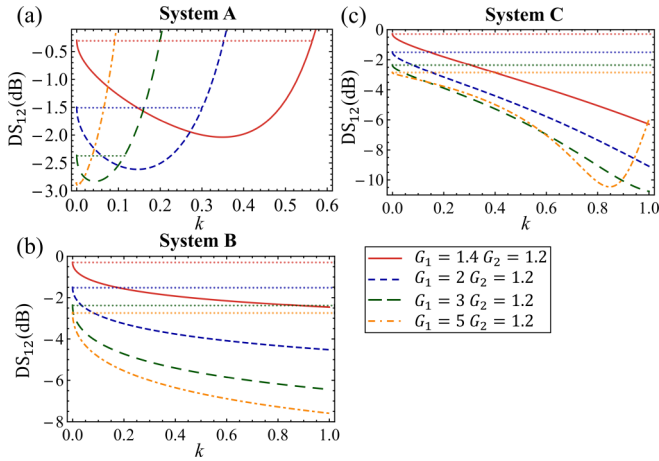 System A
(a)
DS12(dB)
-0.5
-1.0
-1.5
-2.0
-2.5
-3.0
0.0 0.1 0.2 0.3 0.4 0.5 0.6
k
System C
(c)
DS12(dB)
0
-2
-4
-6
-8
-10
0.0 0.2 0.4 0.6 0.8 1.0
k
System B
(b)
DS12(dB)
0
-2
-4
-6
-8
0.0 0.2 0.4 0.6 0.8 1.0
k
G1 = 1.4 G2 = 1.2
G1 = 2 G2 = 1.2
G1 = 3 G2 = 1.2
G1 = 5 G2 = 1.2